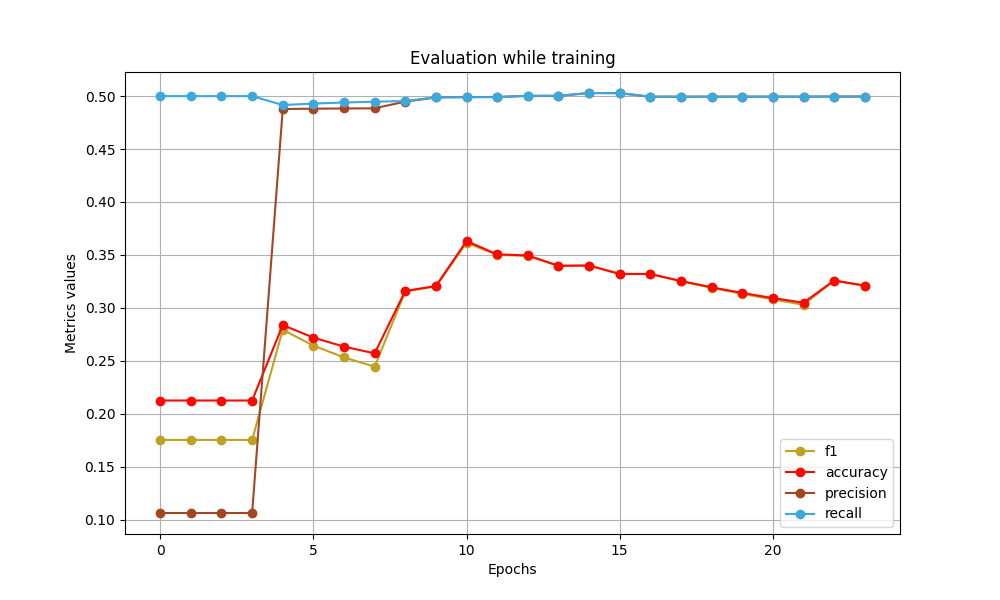 Evaluation while training
Metrics values
0.50
0.45
0.40
0.35
0.30
0.25
0.20
0.15
0.10
0
5
10
15
20
Epochs
f1
accuracy
precision
recall